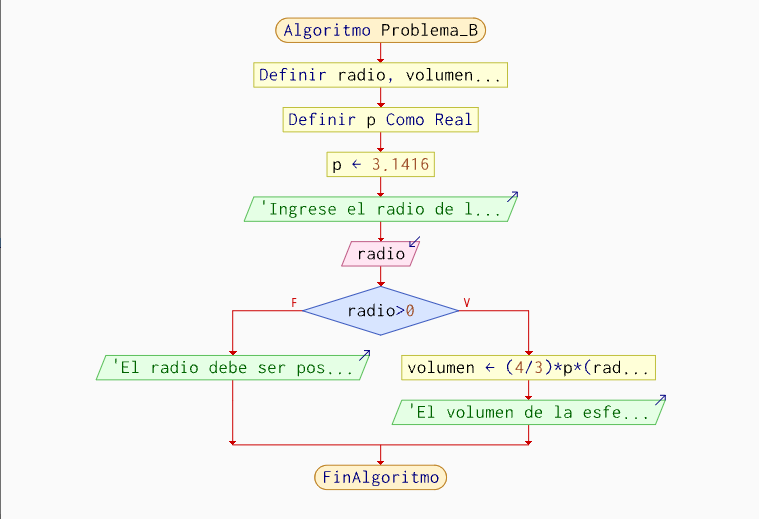 Algoritmo Problema_B
Definir radio, volumen...
Definir p Como Real
p ← 3.1416
'Ingrese el radio de l...
radio
F
radio>0
V
'El radio debe ser pos...
volumen ← (4/3)*p*(rad...
'El volumen de la esfe...
FinAlgoritmo